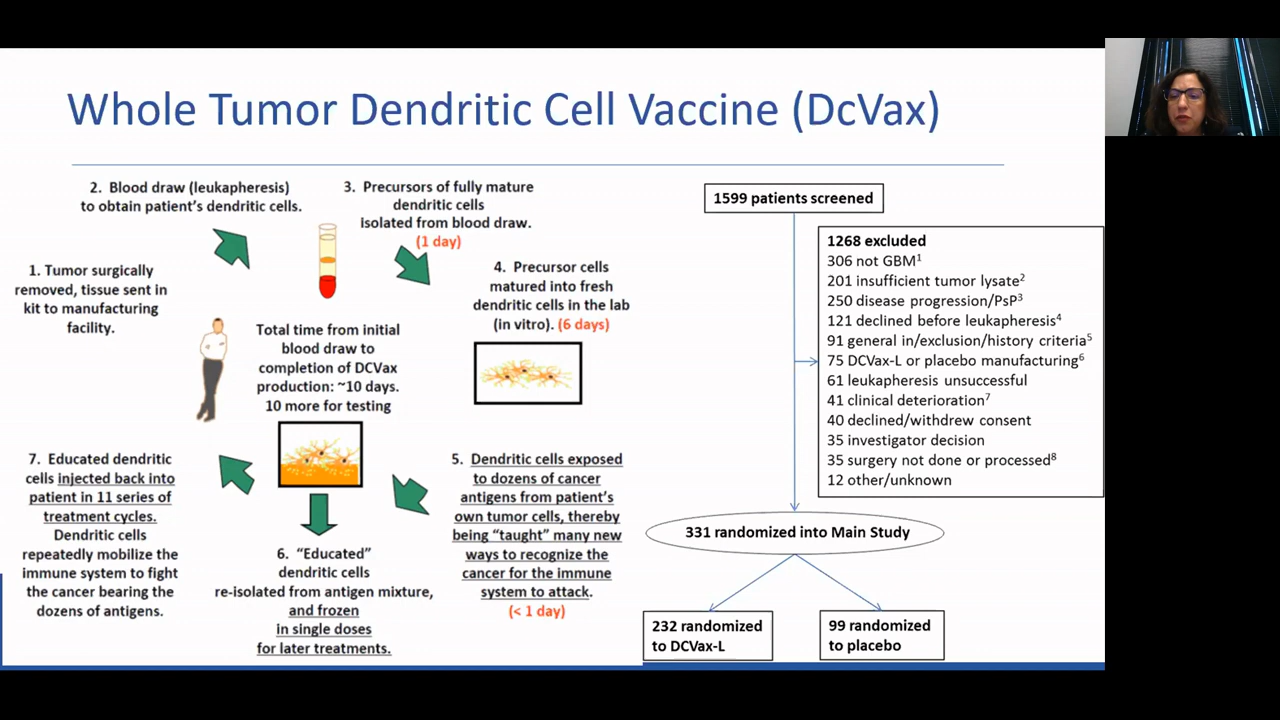 Whole Tumor Dendritic Cell Vaccine (DcVax)
1. Tumor surgically
removed, tissue sent in
kit to manufacturing
facility.
2. Blood draw (leukapheresis)
to obtain patient's dendritic cells.
3. Precursors of fully mature
dendritic cells
isolated from blood draw.
(1 day)
4. Precursor cells
matured into fresh
dendritic cells in the lab
(in vitro). (6 days)
Total time from initial
blood draw to
completion of DCVax
production: ~10 days.
10 more for testing
5. Dendritic cells exposed
to dozens of cancer
antigens from patient's
own tumor cells, thereby
being "taught" many new
ways to recognize the
cancer for the immune
system to attack.
(< 1 day)
6. "Educated"
dendritic cells
re-isolated from antigen mixture,
and frozen
in single doses
for later treatments.
7. Educated dendritic
cells injected back into
patient in 11 series of
treatment cycles.
Dendritic cells
repeatedly mobilize the
immune system to fight
the cancer bearing the
dozens of antigens.
1599 patients screened
1268 excluded
306 not GBM¹
201 insufficient tumor lysate²
250 disease progression/PsP³
121 declined before leukapheresis⁴
91 general in/exclusion/history criteria⁵
75 DCVax-L or placebo manufacturing⁶
61 leukapheresis unsuccessful
41 clinical deterioration⁷
40 declined/withdrew consent
35 investigator decision
35 surgery not done or processed⁸
12 other/unknown
331 randomized into Main Study
232 randomized
to DCVax-L
99 randomized
to placebo